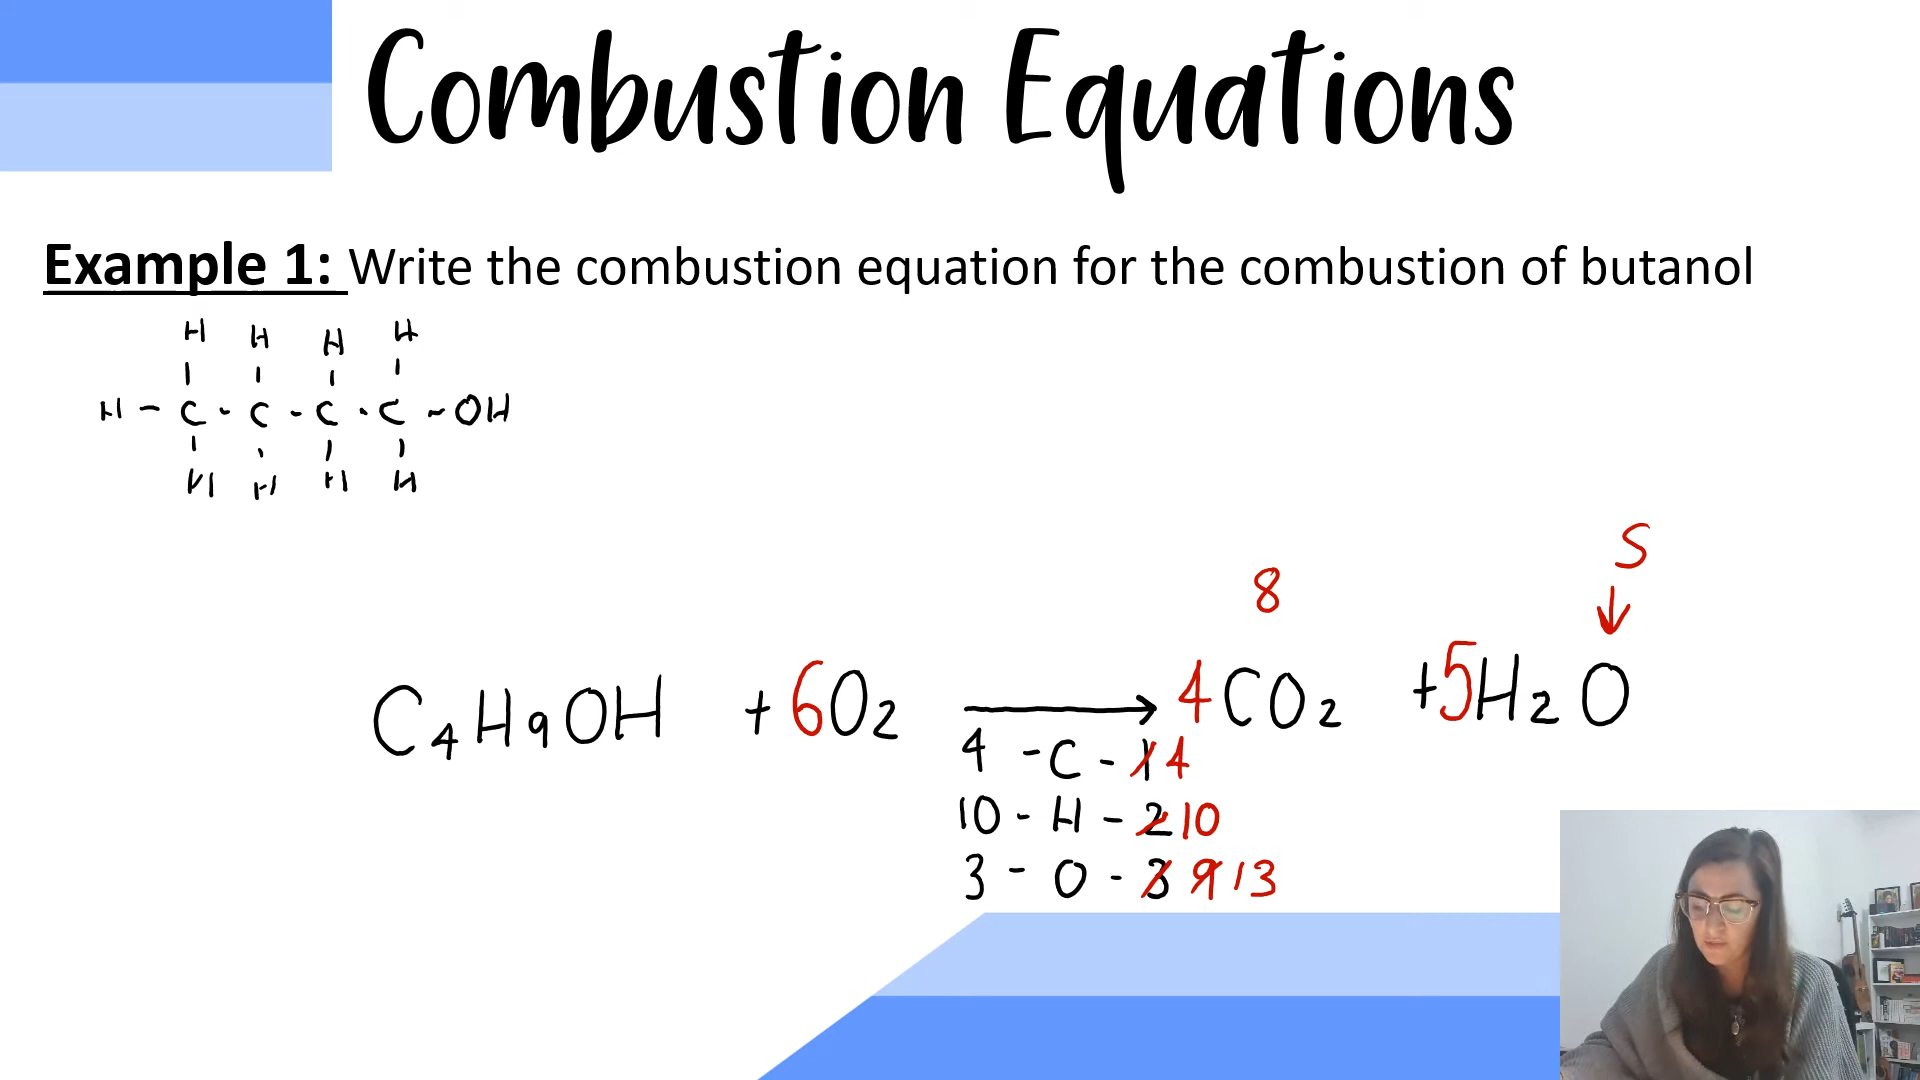 Combustion Equations
Example 1: Write the combustion equation for the combustion of butanol
H H H H
H - C - C - C - C - OH
H H H H
5
8
C4H9OH + 6O2 → 4CO2 + 5H2O
4 - C - 1 4
10 - H - 2 10
3 - O - 3 9 13